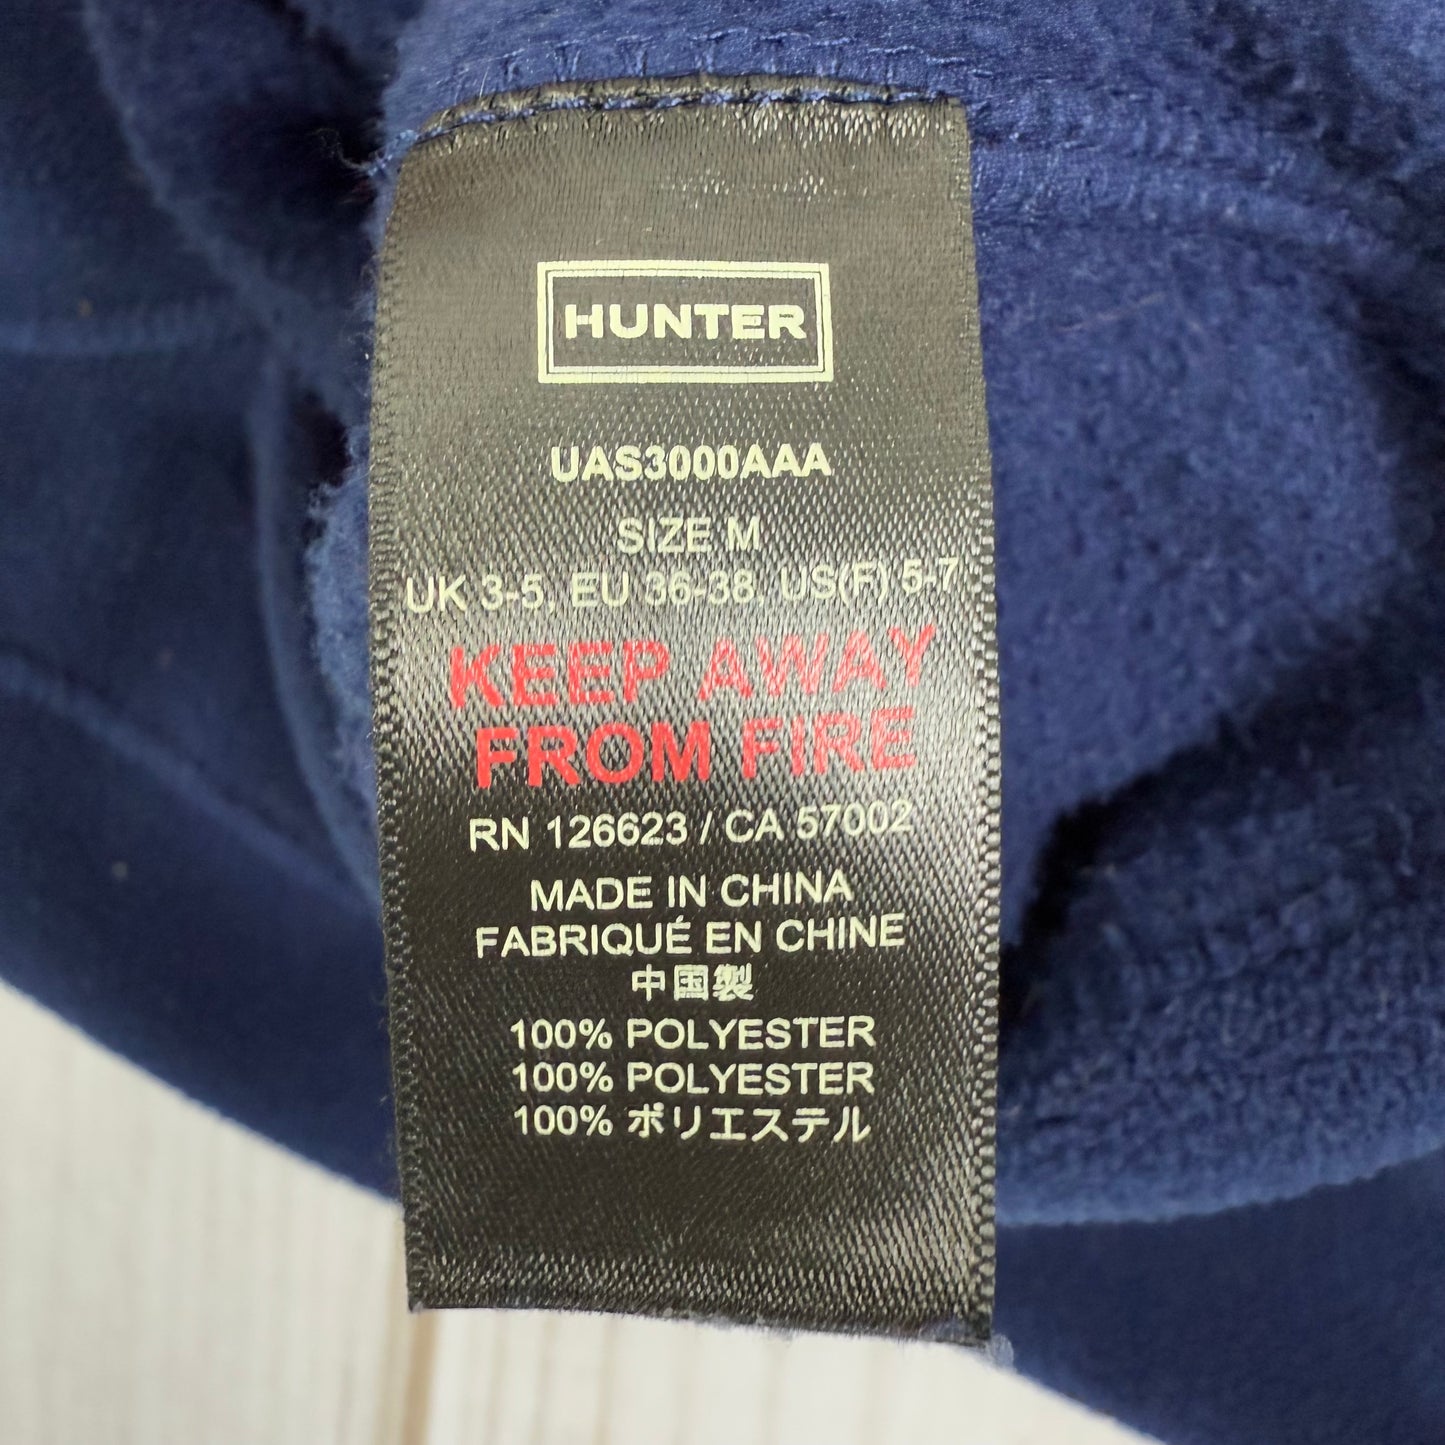 HUNTER
UAS3000AAA
SIZE M
UK 3-5, EU 36-38, US(F) 5-7
KEEP AWAY
FROM FIRE
RN 126623 / CA 57002
MADE IN CHINA
FABRIQUÉ EN CHINE
中国製
100% POLYESTER
100% POLYESTER
100% ポリエステル